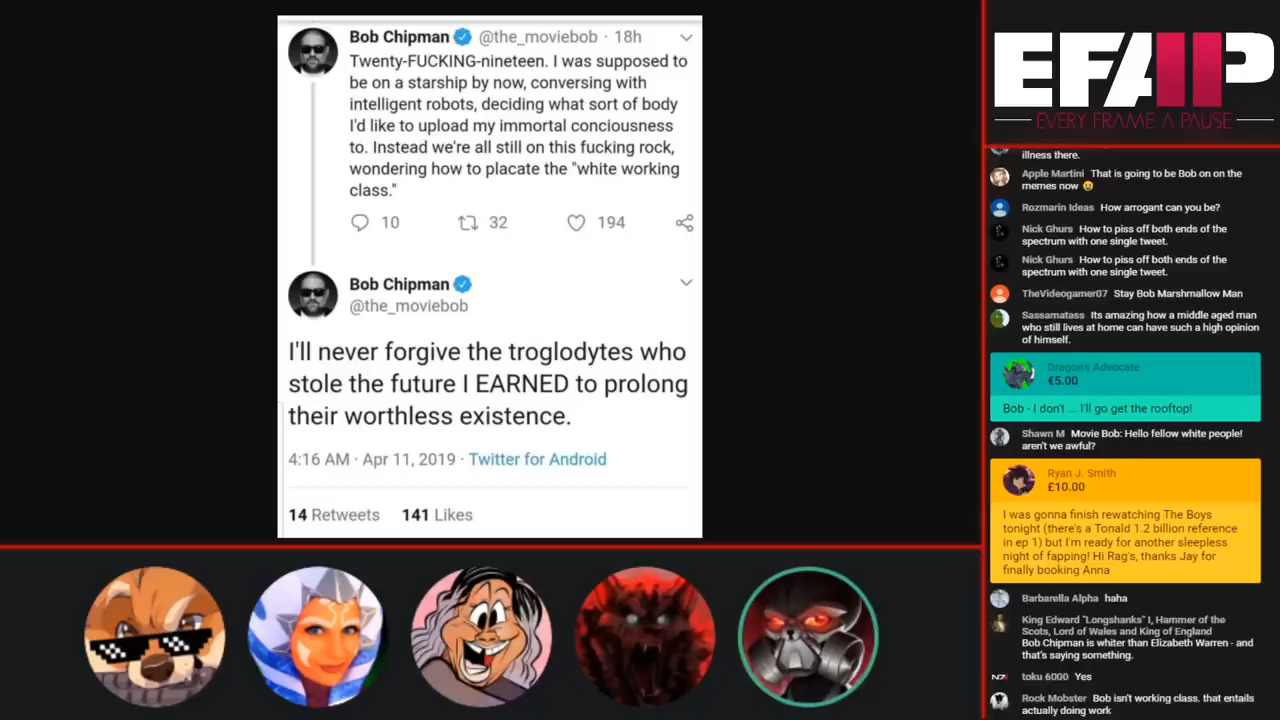 Bob Chipman @the_moviebob · 18h
Twenty-FUCKING-nineteen. I was supposed to
be on a starship by now, conversing with
intelligent robots, deciding what sort of body
I'd like to upload my immortal conciousness
to. Instead we're all still on this fucking rock,
wondering how to placate the "white working
class."
10 32 194
Bob Chipman
@the_moviebob
I'll never forgive the troglodytes who
stole the future I EARNED to prolong
their worthless existence.
4:16 AM · Apr 11, 2019 · Twitter for Android
14 Retweets 141 Likes
EFAP
EVERY FRAME A PAUSE
illness there.
Apple Martini That is going to be Bob on on the
memes now
Rozmarin Ideas How arrogant can you be?
Nick Ghurs How to piss off both ends of the
spectrum with one single tweet.
Nick Ghurs How to piss off both ends of the
spectrum with one single tweet.
TheVideogamer07 Stay Bob Marshmallow Man
Sassamatass Its amazing how a middle aged man
who still lives at home can have such a high opinion
of himself.
Dragon's Advocate
€5.00
Bob - I don't ... I'll go get the rooftop!
Shawn M Movie Bob: Hello fellow white people!
aren't we awful?
Ryan J. Smith
£10.00
I was gonna finish rewatching The Boys
tonight (there's a Tonald 1.2 billion reference
in ep 1) but I'm ready for another sleepless
night of fapping! Hi Rag's, thanks Jay for
finally booking Anna
Barbarella Alpha haha
King Edward "Longshanks" I, Hammer of the
Scots, Lord of Wales and King of England
Bob Chipman is whiter than Elizabeth Warren - and
that's saying something.
N7
toku 6000 Yes
Rock Mobster Bob isn't working class. that entails
actually doing work